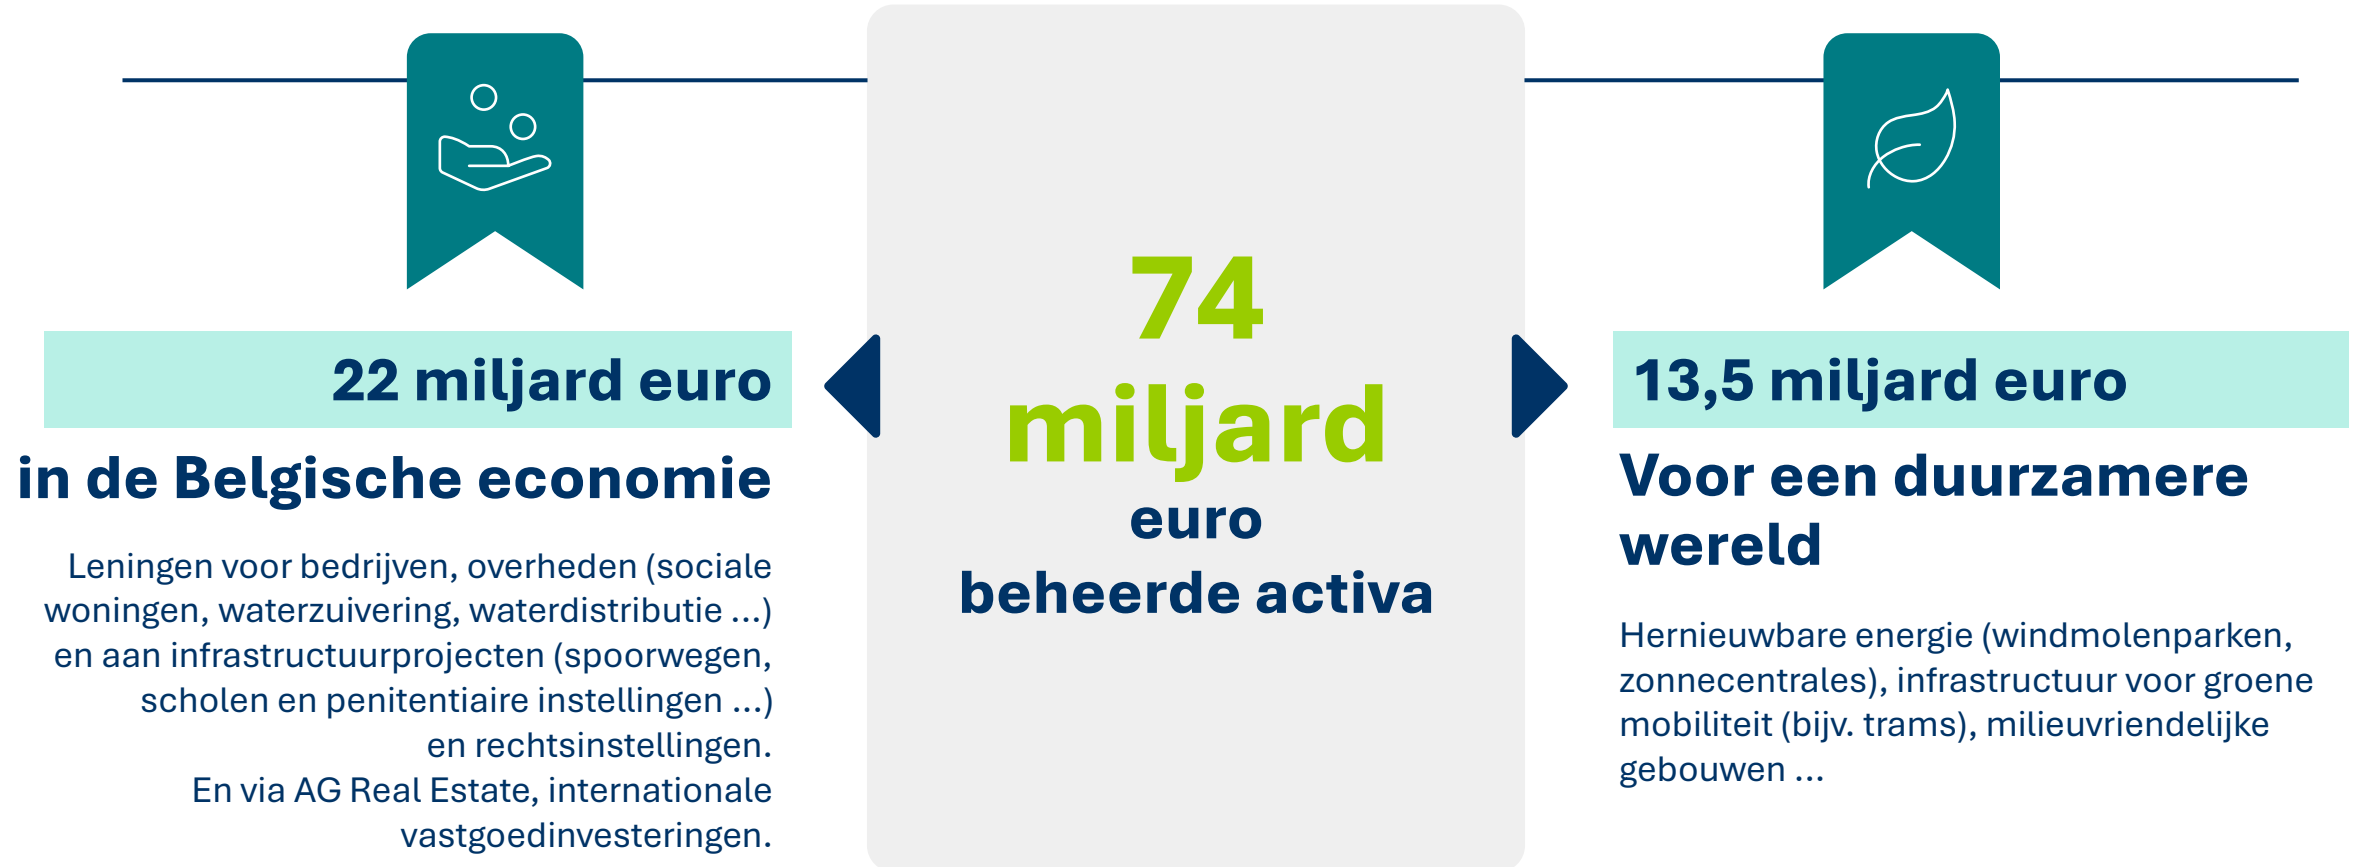 22 miljard euro
in de Belgische economie
Leningen voor bedrijven, overheden (sociale
woningen, waterzuivering, waterdistributie ...)
en aan infrastructuurprojecten (spoorwegen,
scholen en penitentiaire instellingen ...)
en rechtsinstellingen.
En via AG Real Estate, internationale
vastgoedinvesteringen.
74
miljard
euro
beheerde activa
13,5 miljard euro
Voor een duurzamere
wereld
Hernieuwbare energie (windmolenparken,
zonnecentrales), infrastructuur voor groene
mobiliteit (bijv. trams), milieuvriendelijke
gebouwen ...